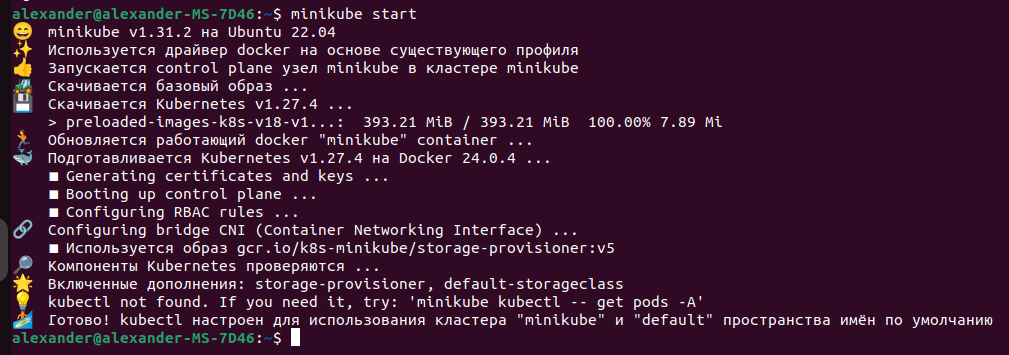 alexander@alexander-MS-7D46:~$ minikube start
😄 minikube v1.31.2 на Ubuntu 22.04
✨ Используется драйвер docker на основе существующего профиля
👍 Запускается control plane узел minikube в кластере minikube
🚜 Скачивается базовый образ ...
💾 Скачивается Kubernetes v1.27.4 ...
> preloaded-images-k8s-v18-v1...: 393.21 MiB / 393.21 MiB 100.00% 7.89 Mi
🏃 Обновляется работающий docker "minikube" container ...
🐳 Подготавливается Kubernetes v1.27.4 на Docker 24.0.4 ...
■ Generating certificates and keys ...
■ Booting up control plane ...
■ Configuring RBAC rules ...
🔗 Configuring bridge CNI (Container Networking Interface) ...
■ Используется образ gcr.io/k8s-minikube/storage-provisioner:v5
🔎 Компоненты Kubernetes проверяются ...
🌟 Включенные дополнения: storage-provisioner, default-storageclass
💡 kubectl not found. If you need it, try: 'minikube kubectl -- get pods -A'
🏄 Готово! kubectl настроен для использования кластера "minikube" и "default" пространства имён по умолчанию
alexander@alexander-MS-7D46:~$